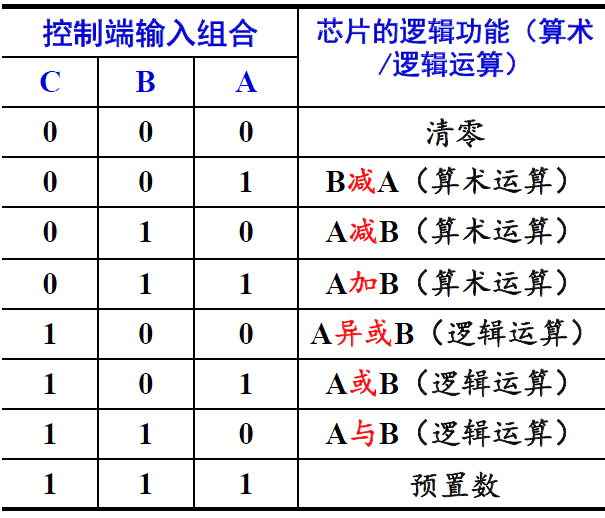 控制端输入组合
芯片的逻辑功能（算术
/逻辑运算）
C B A
0 0 0 清零
0 0 1 B减A（算术运算）
0 1 0 A减B（算术运算）
0 1 1 A加B（算术运算）
1 0 0 A异或B（逻辑运算）
1 0 1 A或B（逻辑运算）
1 1 0 A与B（逻辑运算）
1 1 1 预置数